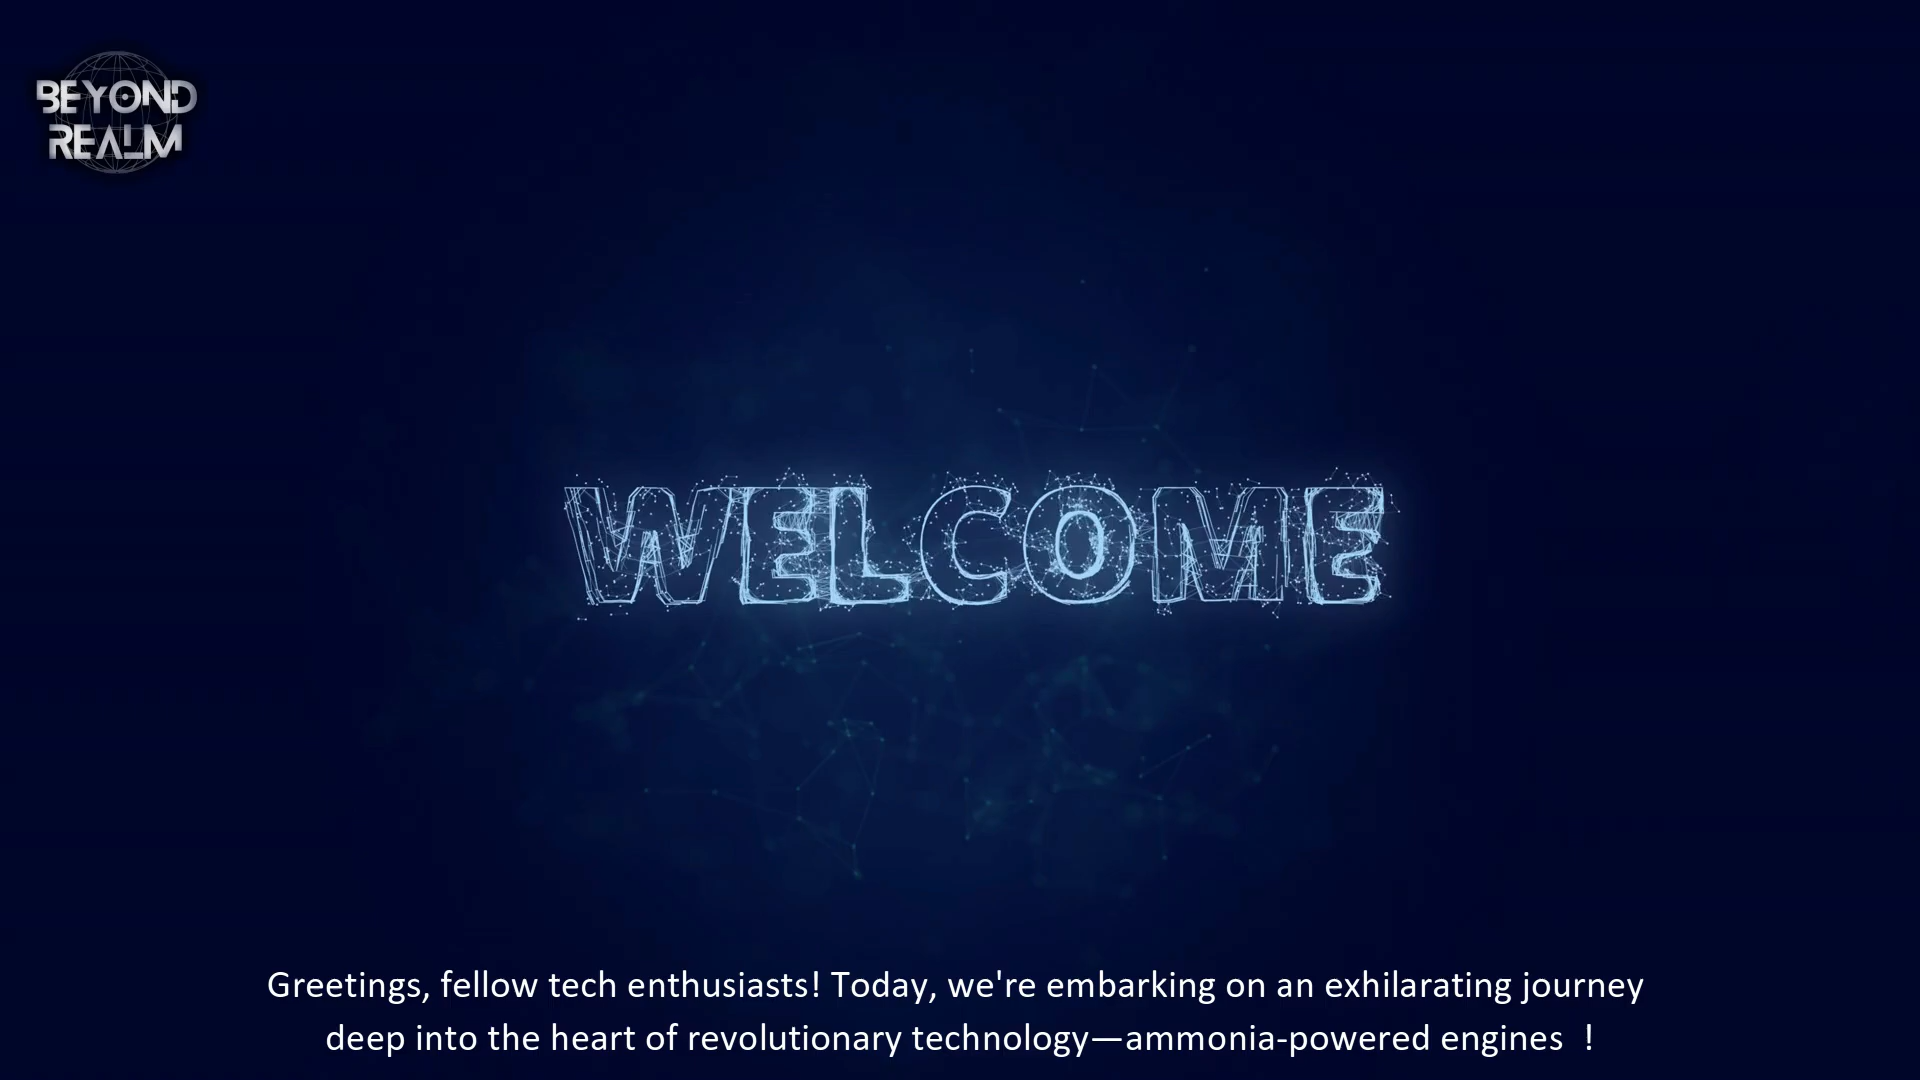 BEYOND
REALM
WELCOME
Greetings, fellow tech enthusiasts! Today, we're embarking on an exhilarating journey
deep into the heart of revolutionary technology—ammonia-powered engines  !